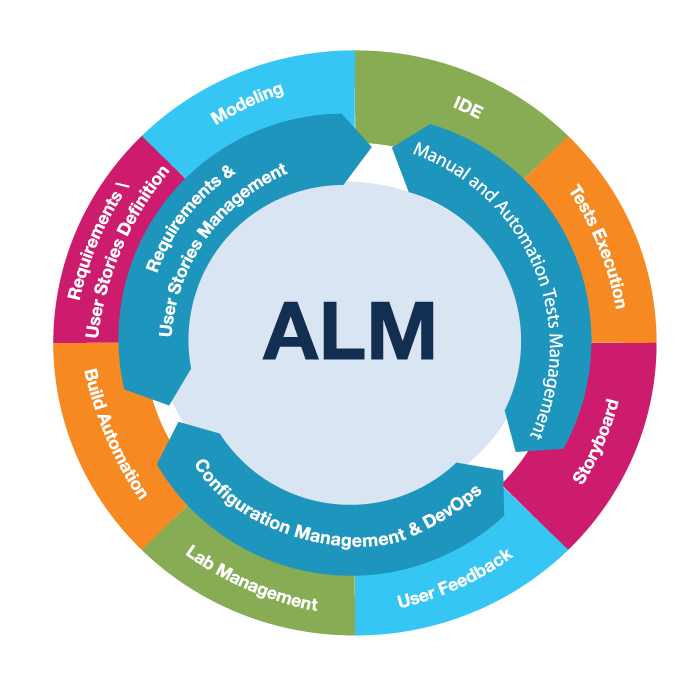 Modeling
IDE
Tests Execution
Storyboard
User Feedback
Lab Management
Build Automation
Requirements \
User Stories Definition
Requirements &
User Stories Management
Manual and Automation Tests Management
Configuration Management & DevOps
ALM